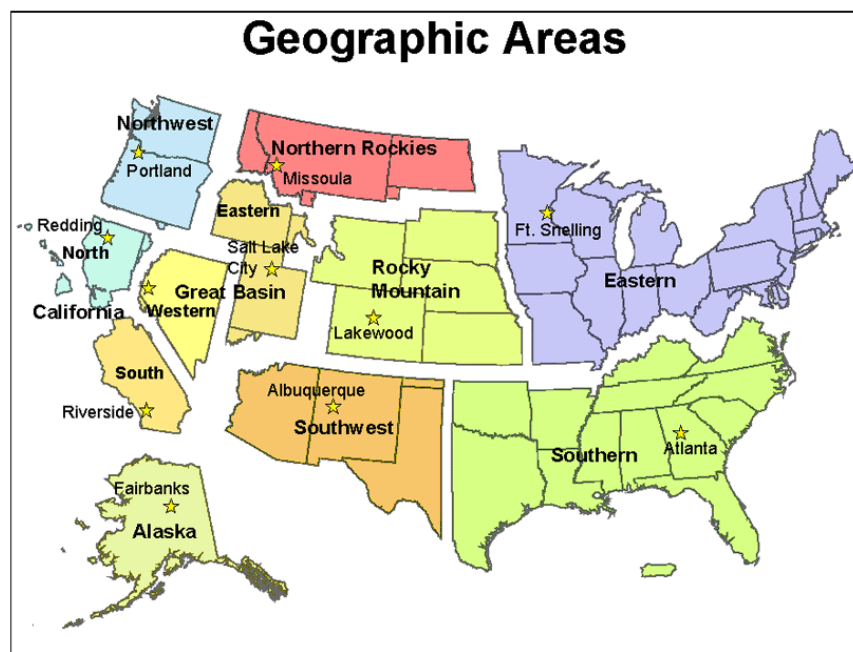 Geographic Areas
Northwest
Portland
Northern Rockies
Missoula
Eastern
Salt Lake
City
Great Basin
Western
Redding
North
California
South
Riverside
Rocky
Mountain
Lakewood
Ft. Snelling
Eastern
Albuquerque
Southwest
Southern
Atlanta
Fairbanks
Alaska